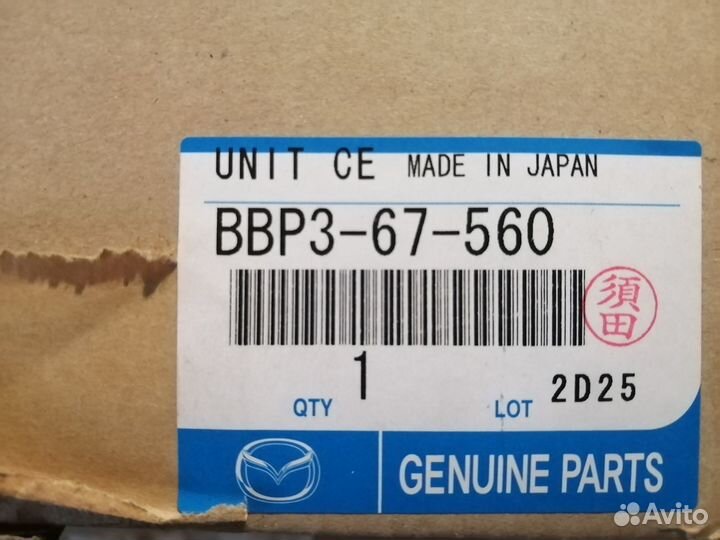 UNIT CE MADE IN JAPAN
BBP3-67-560
須田
QTY 1 LOT 2D25
GENUINE PARTS
Avito